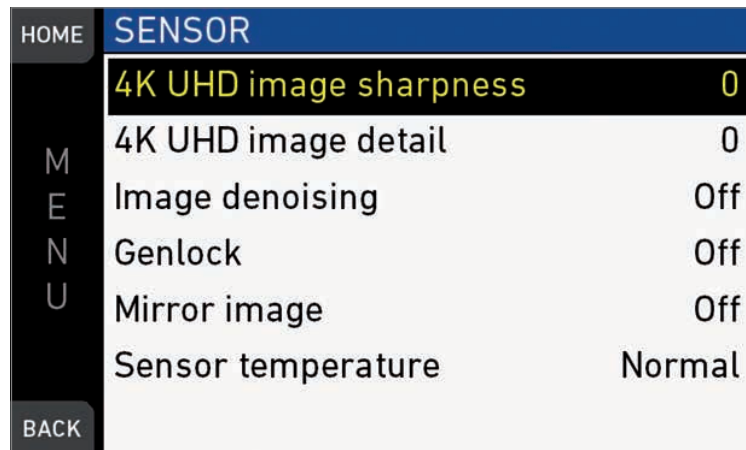 HOME
SENSOR
4K UHD image sharpness 0
4K UHD image detail 0
Image denoising Off
Genlock Off
Mirror image Off
Sensor temperature Normal
MENU
BACK